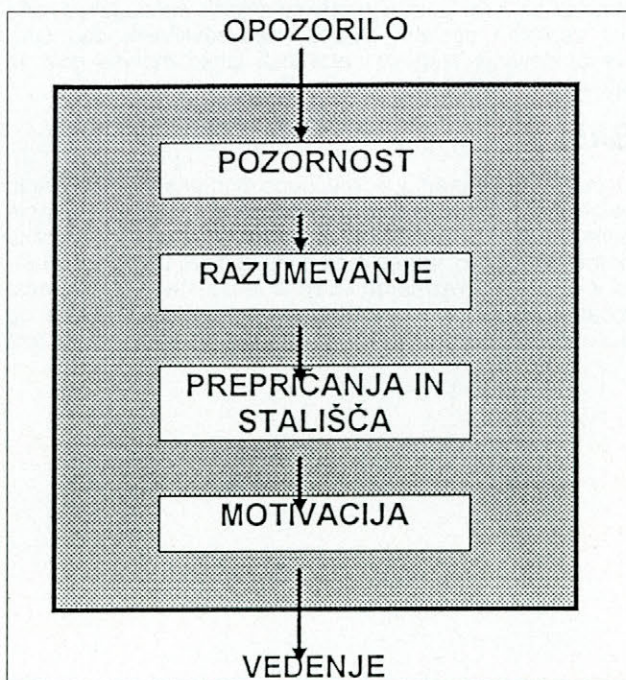 OPOZORILO
POZORNOST
RAZUMEVANJE
PREPRIČANJA IN
STALIŠČA
MOTIVACIJA
VEDENJE